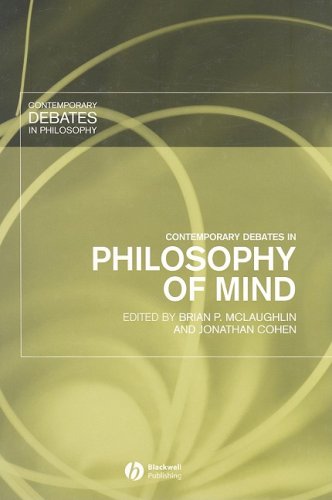 CONTEMPORARY
DEBATES
IN PHILOSOPHY
CONTEMPORARY DEBATES IN
PHILOSOPHY
OF MIND
EDITED BY BRIAN P. MCLAUGHLIN
AND JONATHAN COHEN
Blackwell
Publishing